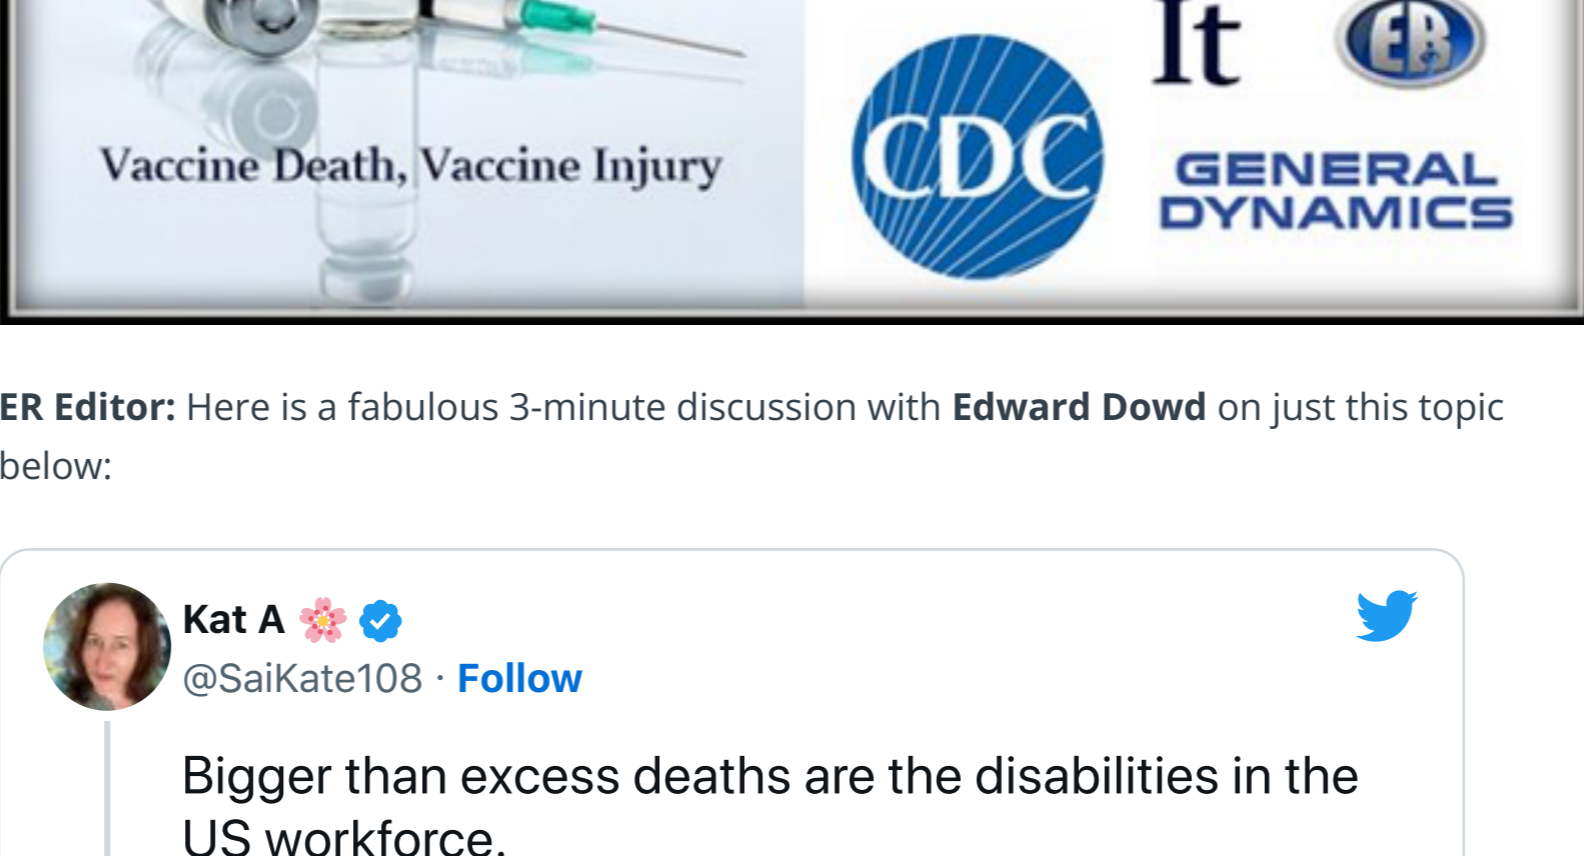 It
ER
CDC
Vaccine Death, Vaccine Injury
GENERAL
DYNAMICS
ER Editor: Here is a fabulous 3-minute discussion with Edward Dowd on just this topic
below:
Kat A
@SaiKate108 · Follow
Bigger than excess deaths are the disabilities in the
US workforce.